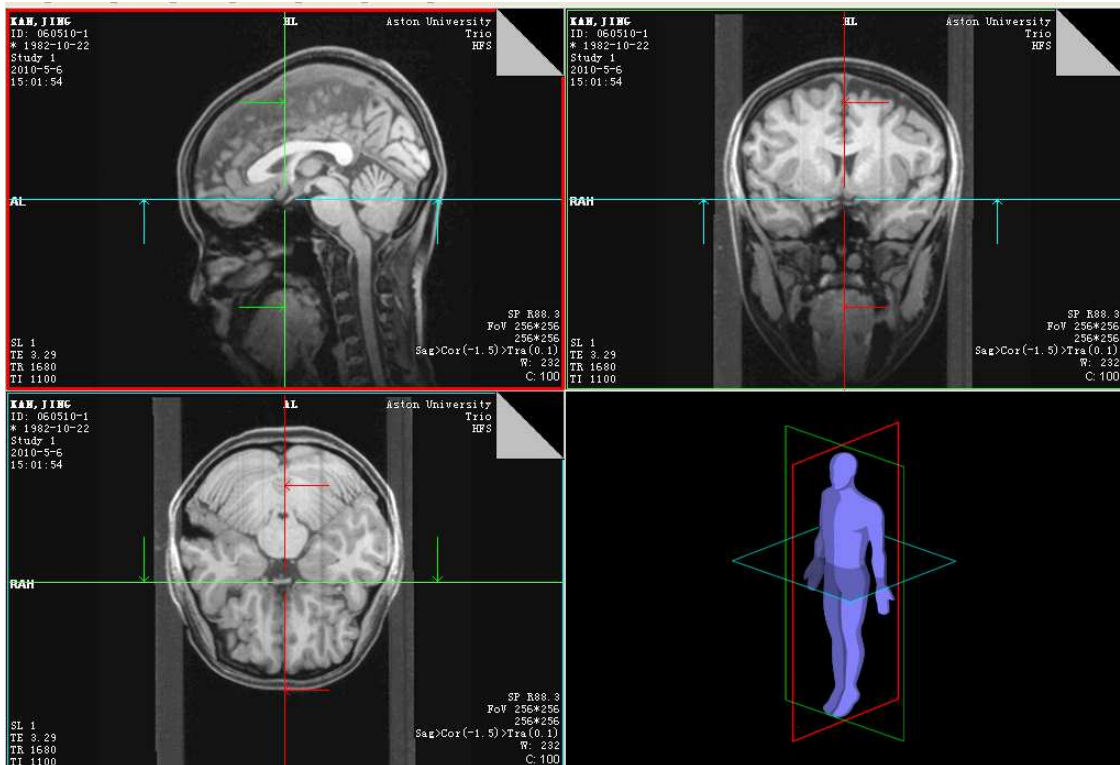 KAN, JING
ID: 060510-1
* 1982-10-22
Study 1
2010-5-6
15:01:54
HL
Aston University
Trio
HFS
AL
SL 1
TE 3.29
TR 1680
TI 1100
SP R88.3
FoV 256*256
256*256
Sag>Cor(-1.5)>Tra(0.1)
W: 232
C: 100
KAN, JING
ID: 060510-1
* 1982-10-22
Study 1
2010-5-6
15:01:54
HL
Aston University
Trio
HFS
RAH
SL 1
TE 3.29
TR 1680
TI 1100
SP R88.3
FoV 256*256
256*256
Sag>Cor(-1.5)>Tra(0.1)
W: 232
C: 100
KAN, JING
ID: 060510-1
* 1982-10-22
Study 1
2010-5-6
15:01:54
AL
Aston University
Trio
HFS
RAH
SL 1
TE 3.29
TR 1680
TI 1100
SP R88.3
FoV 256*256
256*256
Sag>Cor(-1.5)>Tra(0.1)
W: 232
C: 100